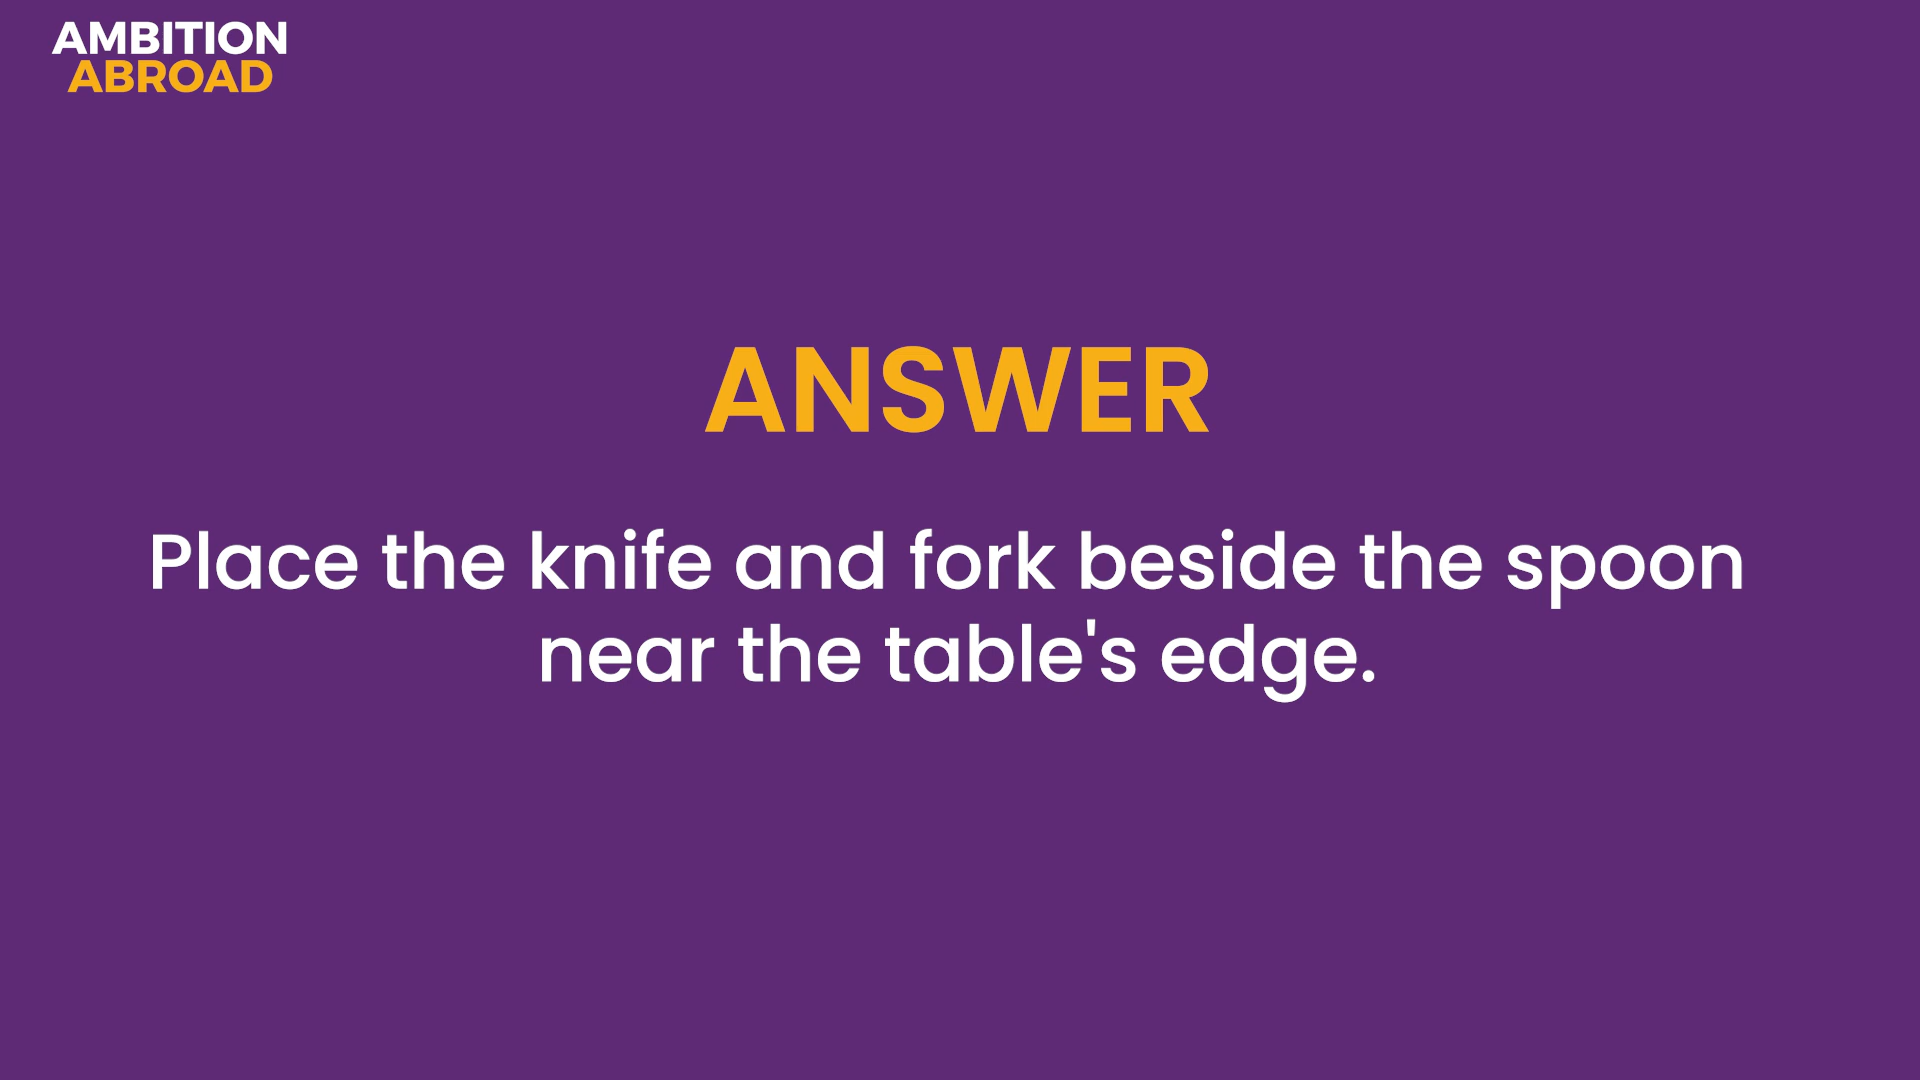 AMBITION
ABROAD
ANSWER
Place the knife and fork beside the spoon
near the table's edge.